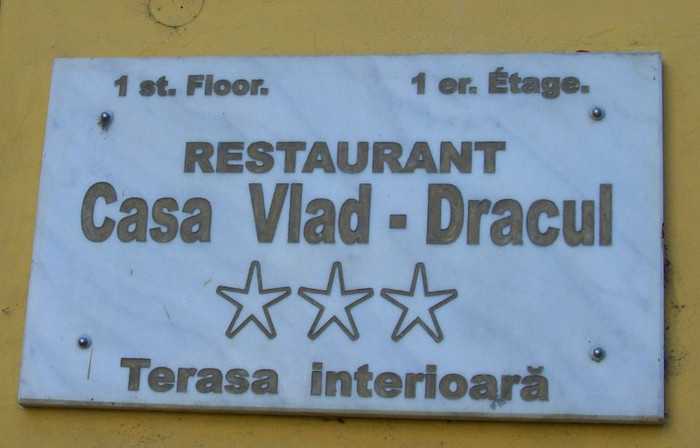 1 st. Floor. 1 er. Étage.
RESTAURANT
Casa Vlad - Dracul
Terasa interioară